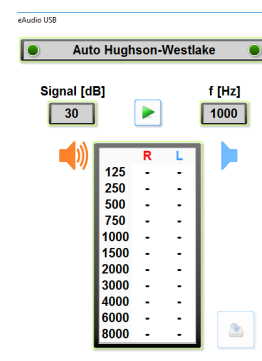 eAudio USB
Auto Hughson-Westlake
Signal [dB] f [Hz]
30 1000
R L
125 - -
250 - -
500 - -
750 - -
1000 - -
1500 - -
2000 - -
3000 - -
4000 - -
6000 - -
8000 - -